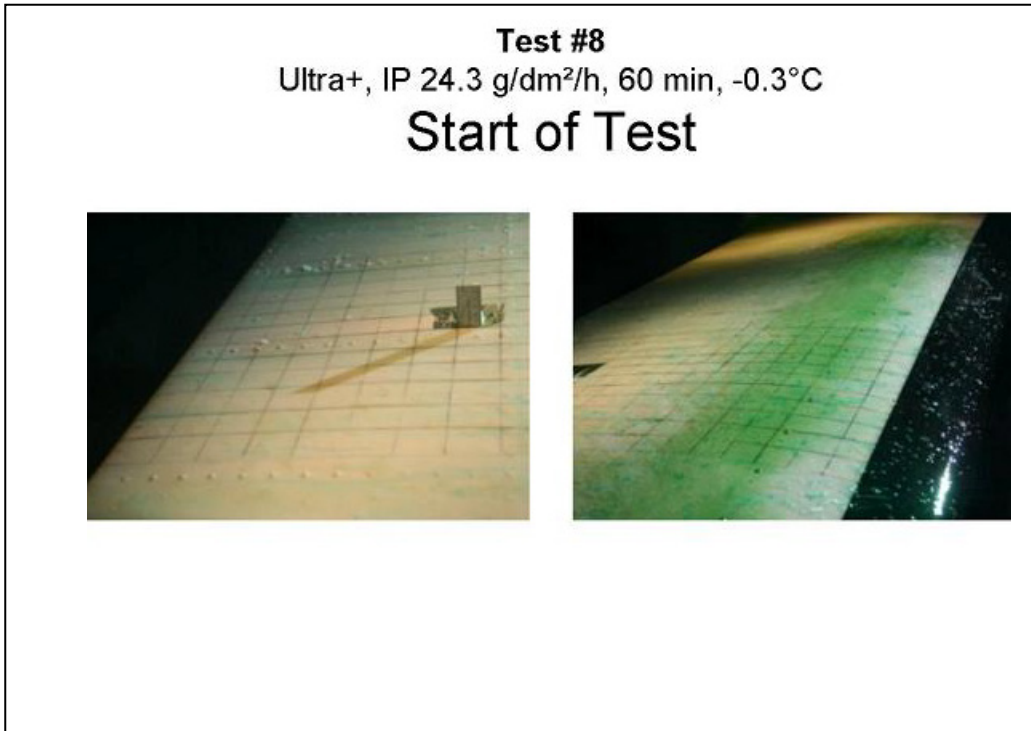 Test #8
Ultra+, IP 24.3 g/dm²/h, 60 min, -0.3°C
Start of Test